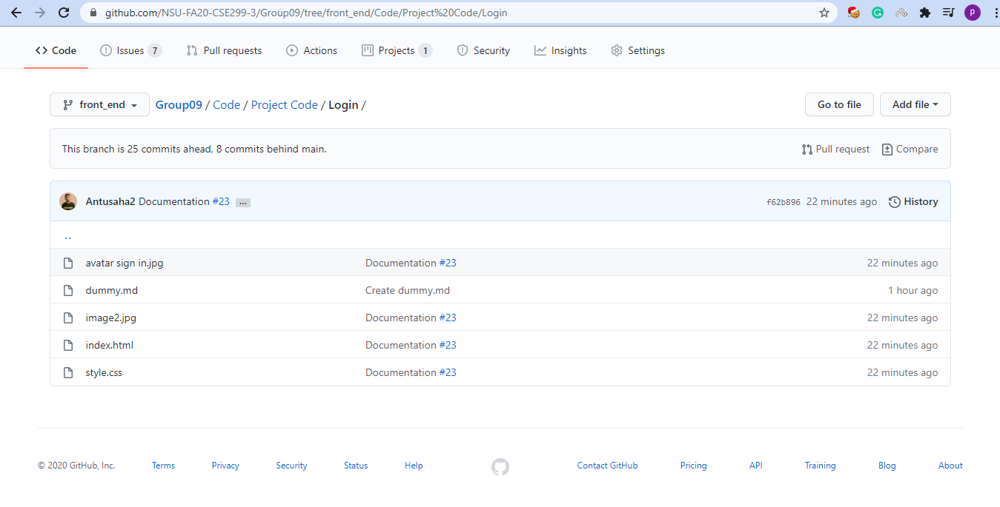 github.com/NSU-FA20-CSE299-3/Group09/tree/front_end/Code/Project%20Code/Login
P
Code Issues 7 Pull requests Actions Projects 1 Security Insights Settings
front_end Group09 / Code / Project Code / Login / Go to file Add file
This branch is 25 commits ahead, 8 commits behind main. Pull request Compare
Antusaha2 Documentation #23 ... f62b896 22 minutes ago History
..
avatar sign in.jpg Documentation #23 22 minutes ago
dummy.md Create dummy.md 1 hour ago
image2.jpg Documentation #23 22 minutes ago
index.html Documentation #23 22 minutes ago
style.css Documentation #23 22 minutes ago
© 2020 GitHub, Inc. Terms Privacy Security Status Help Contact GitHub Pricing API Training Blog About